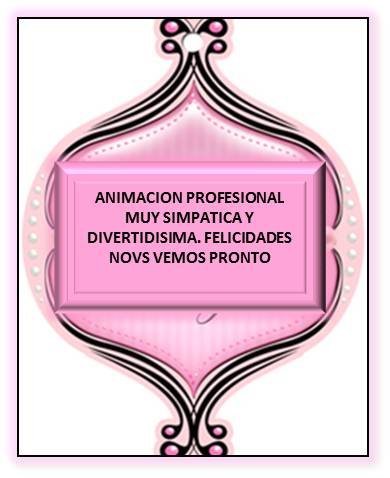 ANIMACION PROFESIONAL
MUY SIMPATICA Y
DIVERTIDISIMA. FELICIDADES
NOVS VEMOS PRONTO